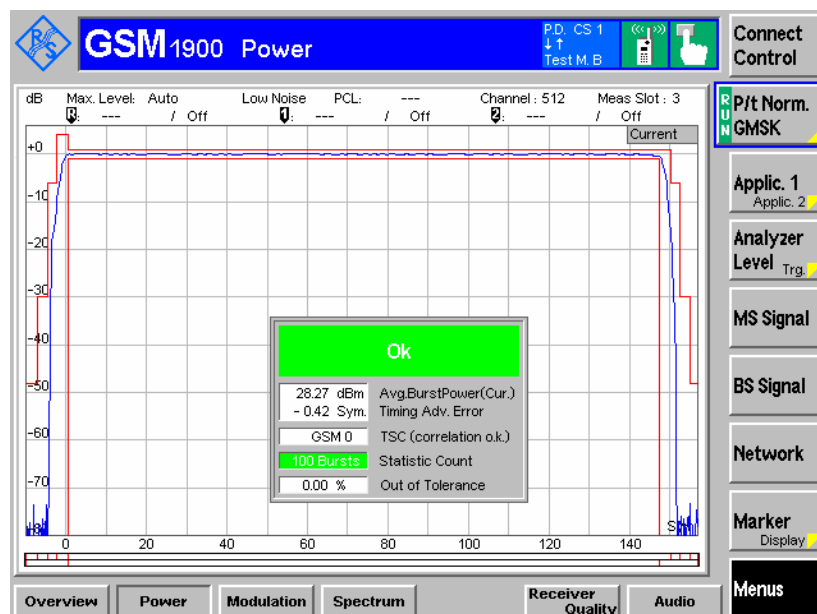 R&S GSM1900 Power
P.D. CS 1
Test M. B
Connect Control
dB Max. Level: Auto Low Noise PCL: --- Channel : 512 Meas Slot : 3
R: --- / Off 1: --- / Off 2: --- / Off
Current
+0
-10
-20
-30
-40
-50
-60
-70
0 20 40 60 80 100 120 140
Ok
28.27 dBm Avg.BurstPower(Cur.)
- 0.42 Sym. Timing Adv. Error
GSM 0 TSC (correlation o.k.)
100 Bursts Statistic Count
0.00 % Out of Tolerance
RUN P/t Norm. GMSK
Applic. 1
Applic. 2
Analyzer
Level Trg.
MS Signal
BS Signal
Network
Marker
Display
Menus
Overview Power Modulation Spectrum Receiver Quality Audio